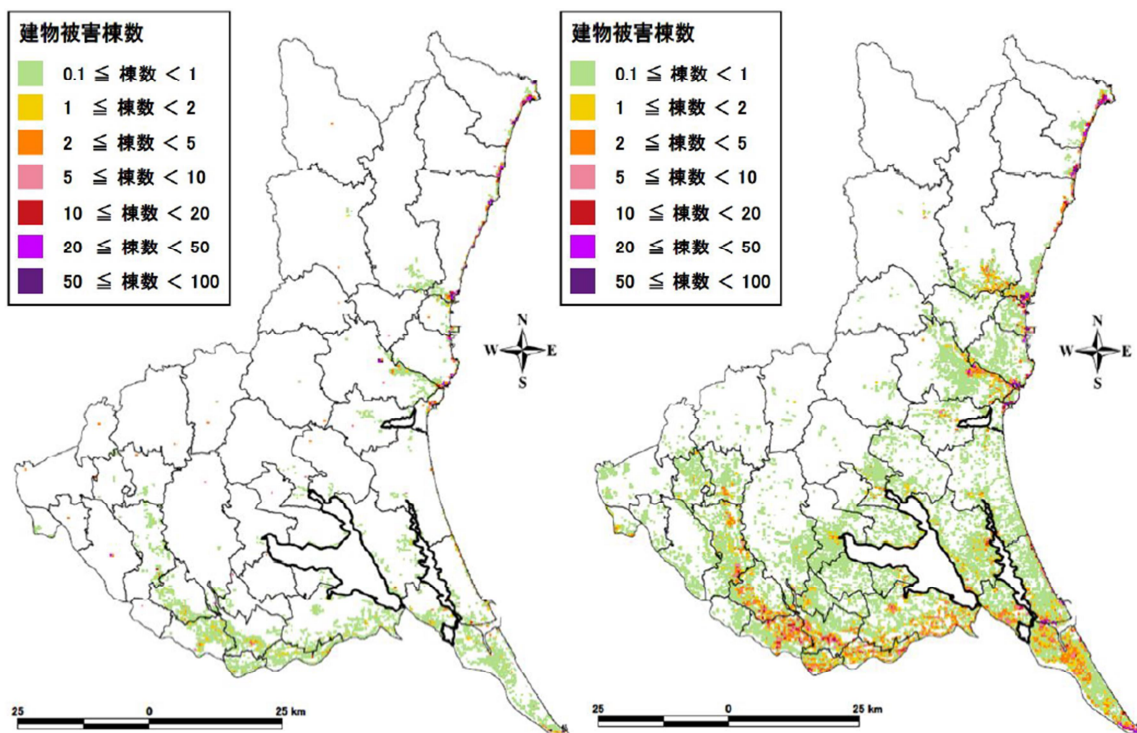 建物被害棟数
0.1 ≦ 棟数 < 1
1 ≦ 棟数 < 2
2 ≦ 棟数 < 5
5 ≦ 棟数 < 10
10 ≦ 棟数 < 20
20 ≦ 棟数 < 50
50 ≦ 棟数 < 100
N
W E
S
25 0 25 km
建物被害棟数
0.1 ≦ 棟数 < 1
1 ≦ 棟数 < 2
2 ≦ 棟数 < 5
5 ≦ 棟数 < 10
10 ≦ 棟数 < 20
20 ≦ 棟数 < 50
50 ≦ 棟数 < 100
N
W E
S
25 0 25 km